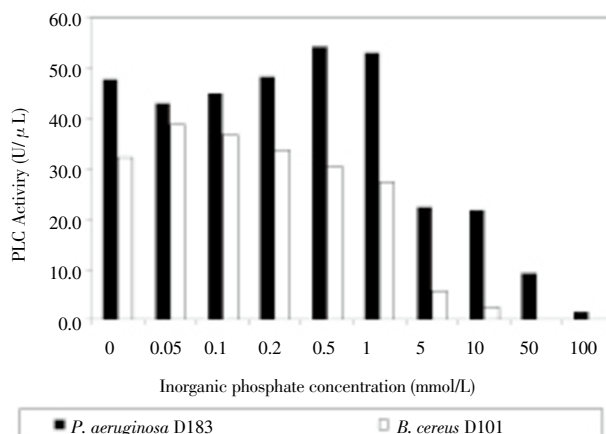 60.0
50.0
40.0
30.0
20.0
10.0
0.0
PLC Activiry (U/μL)
0 0.05 0.1 0.2 0.5 1 5 10 50 100
Inorganic phosphate concentration (mmol/L)
P. aeruginosa D183 B. cereus D101